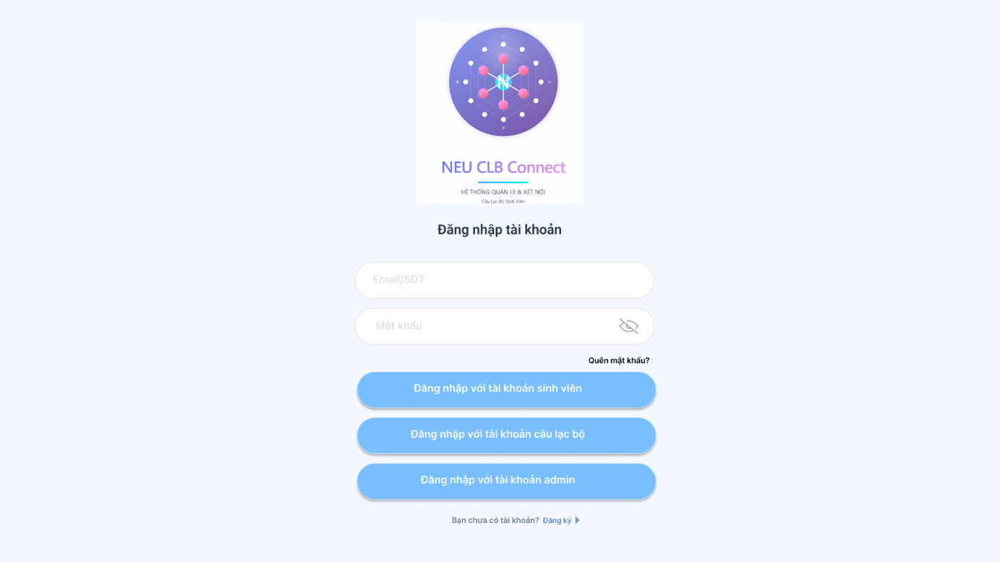 N
NEU CLB Connect
HỆ THỐNG QUẢN LÝ & KẾT NỐI
Câu Lạc Bộ Sinh Viên
Đăng nhập tài khoản
Email/SĐT
Mật khẩu
Quên mật khẩu?
Đăng nhập với tài khoản sinh viên
Đăng nhập với tài khoản câu lạc bộ
Đăng nhập với tài khoản admin
Bạn chưa có tài khoản? Đăng ký